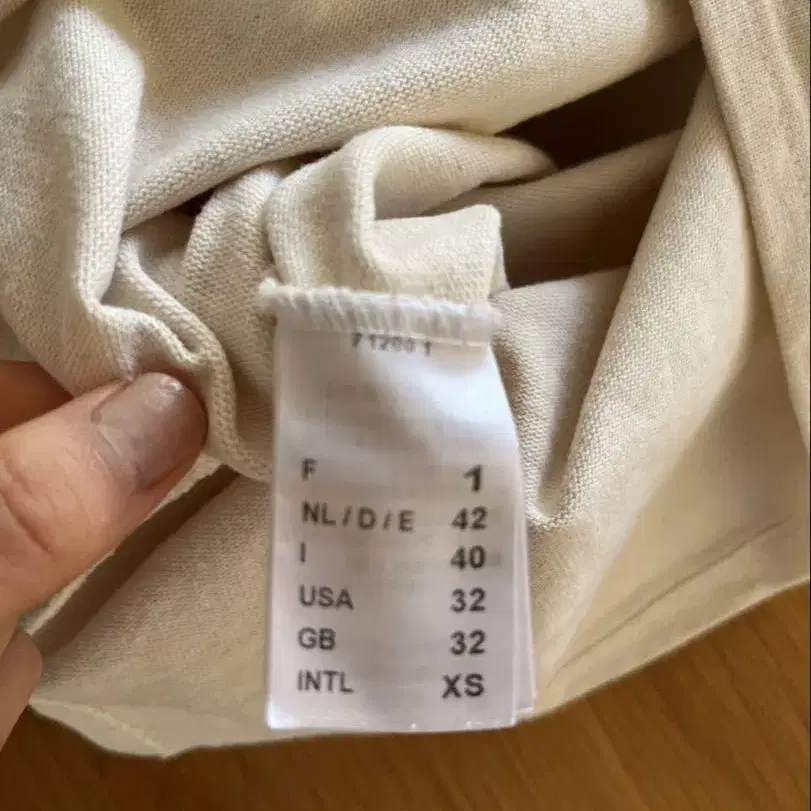 F 1
NL / D / E 42
I 40
USA 32
GB 32
INTL XS